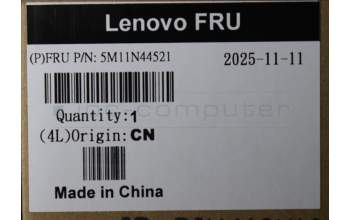 Lenovo FRU
(P)FRU P/N: 5M11N44521 2025-11-11
Quantity:1
(4L)Origin:CN
Made in China